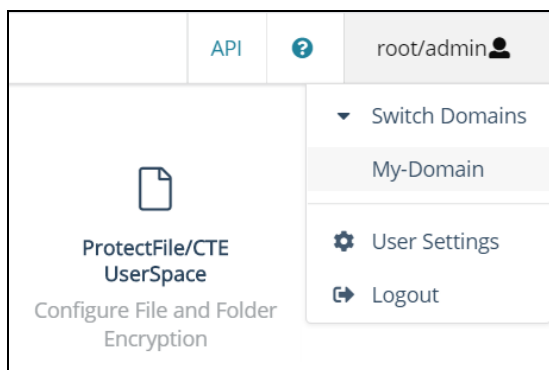 API
?
root/admin
Switch Domains
My-Domain
User Settings
Logout
ProtectFile/CTE
UserSpace
Configure File and Folder
Encryption